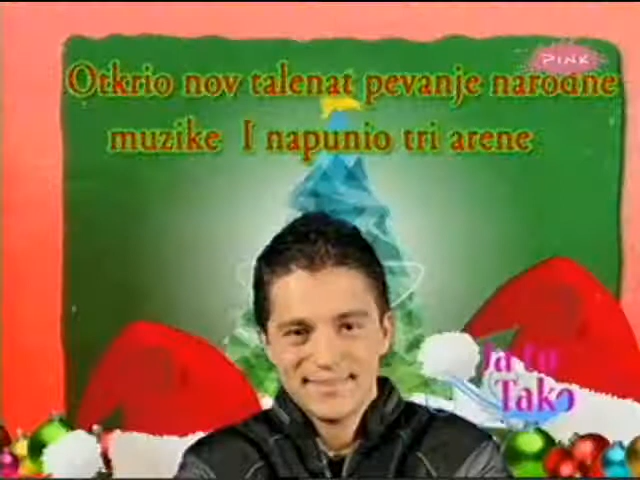 PINK
Otkrio nov talenat pevanje narodne
muzike I napunio tri arene
Ja tu
Tako